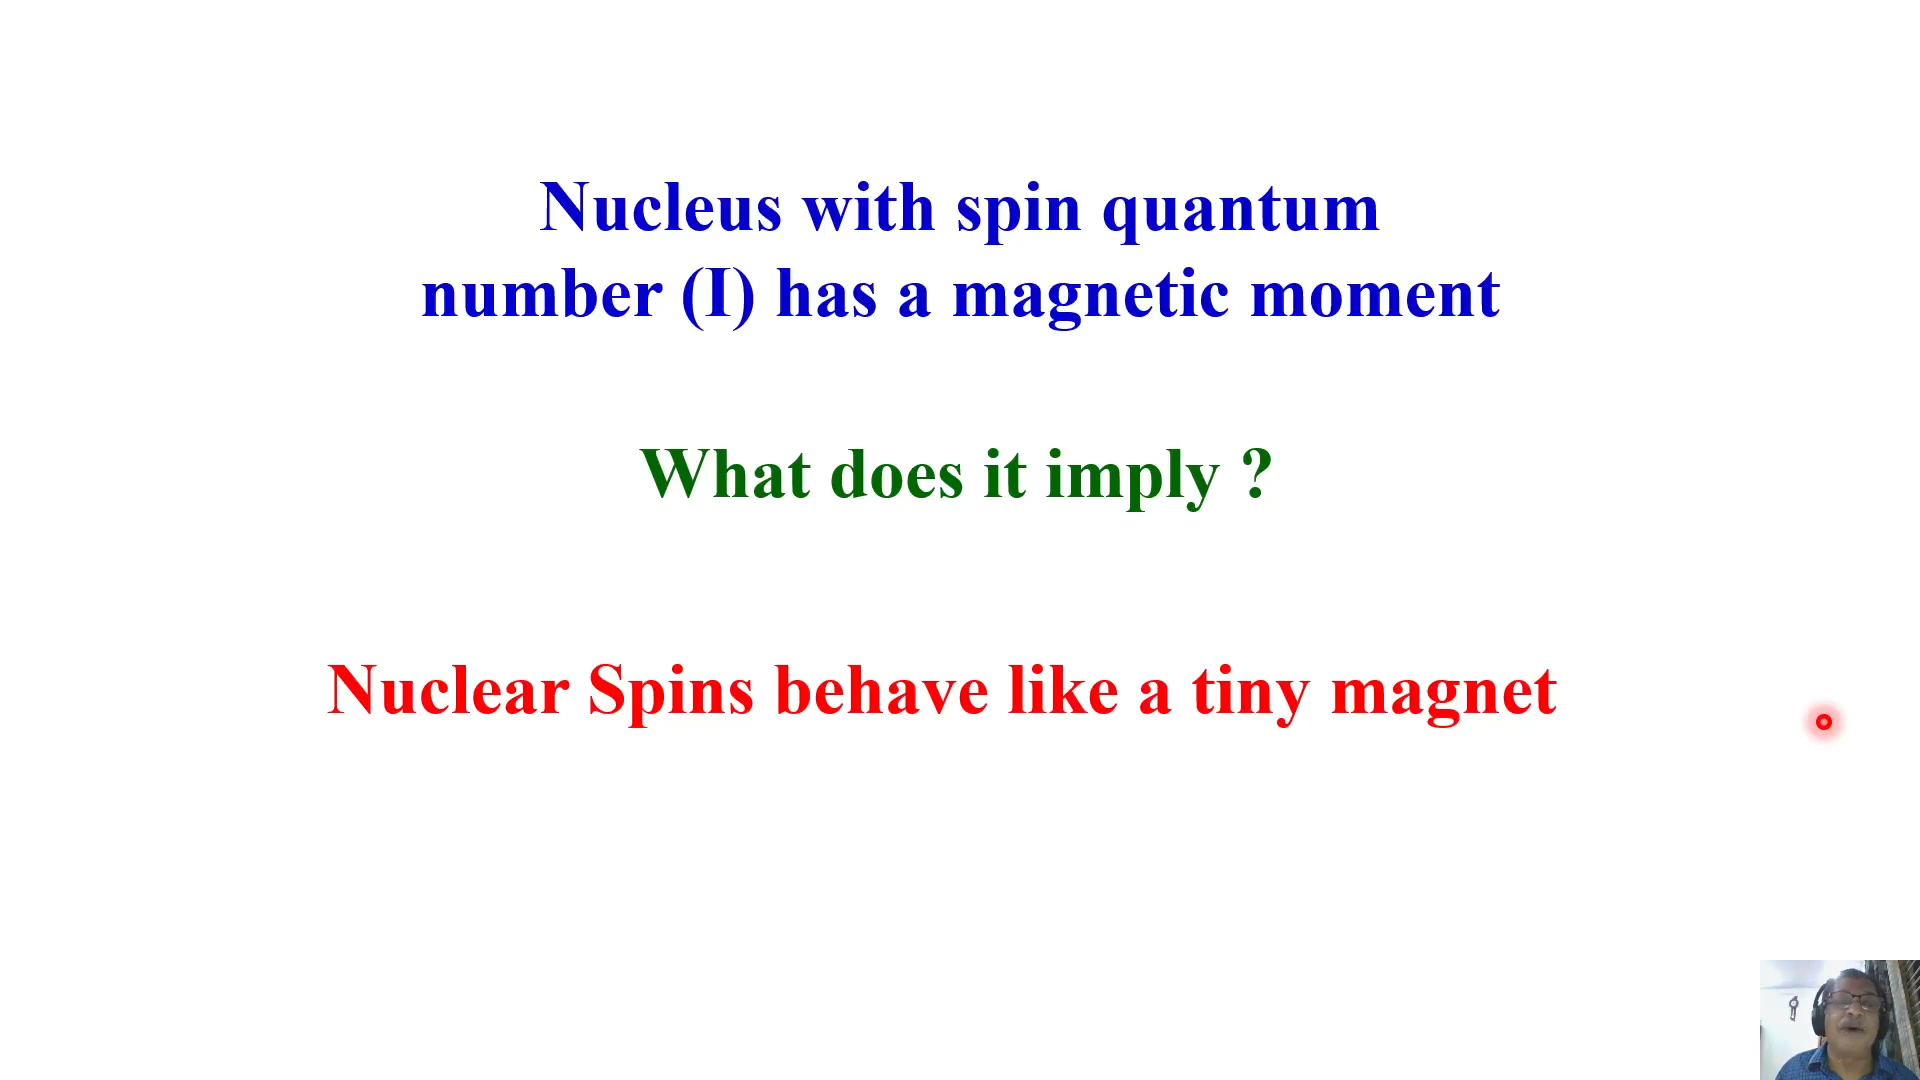 Nucleus with spin quantum
number (I) has a magnetic moment
What does it imply ?
Nuclear Spins behave like a tiny magnet